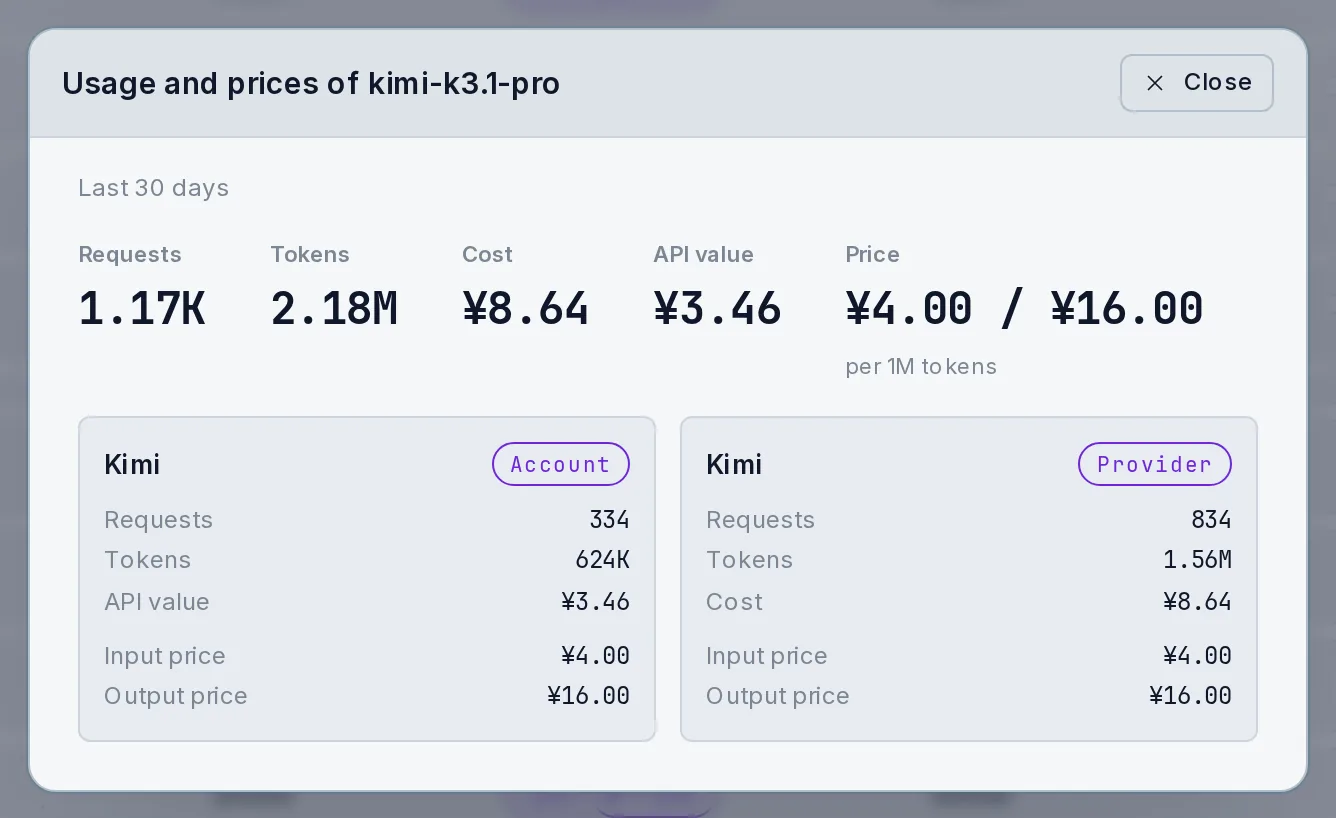 Usage and prices of kimi-k3.1-pro
Close
Last 30 days
Requests Tokens Cost API value Price
1.17K 2.18M ¥8.64 ¥3.46 ¥4.00 / ¥16.00
per 1M tokens
Kimi Account
Requests 334
Tokens 624K
API value ¥3.46
Input price ¥4.00
Output price ¥16.00
Kimi Provider
Requests 834
Tokens 1.56M
Cost ¥8.64
Input price ¥4.00
Output price ¥16.00